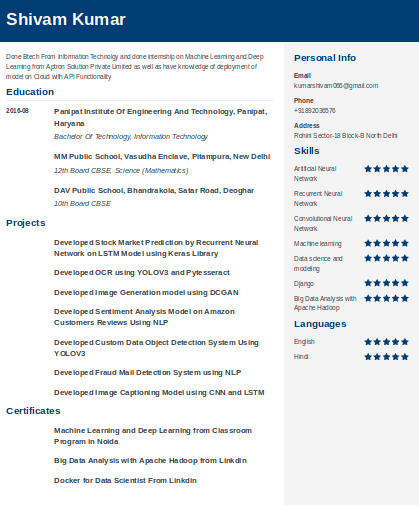 Shivam Kumar
Done Btech From Information Technolgy and done internship on Machine Learning and Deep
Learning from Aptron Solution Private Limited as well as have knowledge of deployment of
model on Cloud with API Functionality
Education
2016-08
Panipat Institute Of Engineering And Technology, Panipat,
Haryana
Bachelor Of Technology, Information Technology
MM Public School, Vasudha Enclave, Pitampura, New Delhi
12th Board CBSE, Science (Mathematics)
DAV Public School, Bhandrakola, Satar Road, Deoghar
10th Board CBSE
Projects
Developed Stock Market Prediction by Recurrent Neural
Network on LSTM Model using Keras Library
Developed OCR using YOLOV3 and Pytesseract
Developed Image Generation model using DCGAN
Developed Sentiment Analysis Model on Amazon
Customers Reviews Using NLP
Developed Custom Data Object Detection System Using
YOLOV3
Developed Fraud Mail Detection System using NLP
Developed Image Captioning Model using CNN and LSTM
Certificates
Machine Learning and Deep Learning from Classroom
Program in Noida
Big Data Analysis with Apache Hadoop from Linkdin
Docker for Data Scientist From Linkdin
Personal Info
Email
kumarshivam066@gmail.com
Phone
+91892036576
Address
Rohini Sector-18 Block-B North Delhi
Skills
Artificial Neural
Network
Recurrent Neural
Network
Convolutional Neural
Network
Machine learning
Data science and
modeling
Django
Big Data Analysis with
Apache Hadoop
Languages
English
Hindi